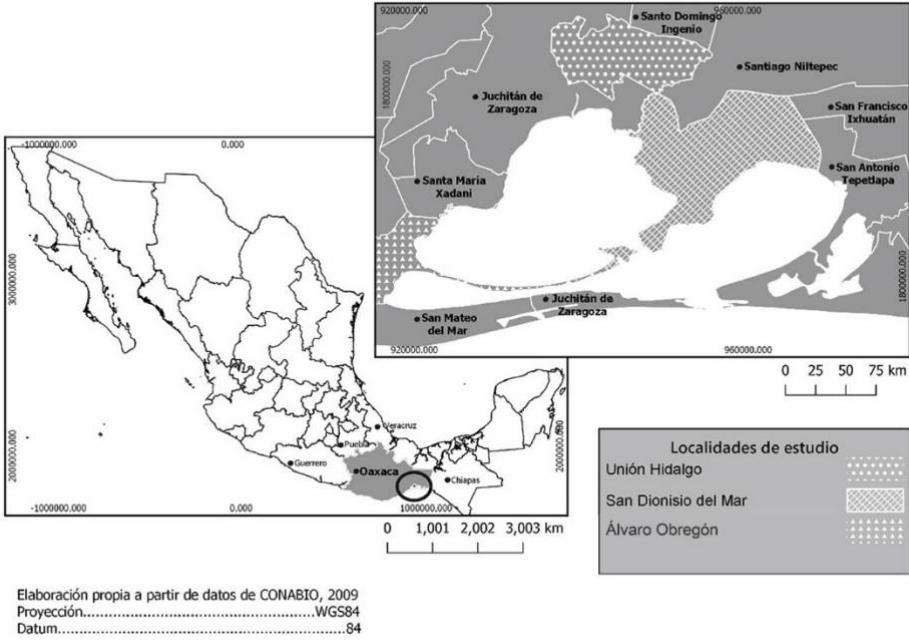 920000.000
960000.000
Santo Domingo
Ingenio
Santiago Niltepec
1800000.000
Juchitán de
Zaragoza
San Francisco
Ixhuatán
Santa María
Xadani
San Antonio
Tepetlapa
Juchitán de
Zaragoza
San Mateo
del Mar
1800000.000
920000.000
960000.000
0 25 50 75 km
-1000000.000
0.000
3000000.000
2000000.000
Veracruz
Puebla
Guerrero
Oaxaca
Chiapas
2000000.000
-1000000.000
0.000
1000000.000
0 1,001 2,002 3,003 km
Localidades de estudio
Unión Hidalgo
San Dionisio del Mar
Álvaro Obregón
Elaboración propia a partir de datos de CONABIO, 2009
Proyección..................................................WGS84
Datum..............................................................84